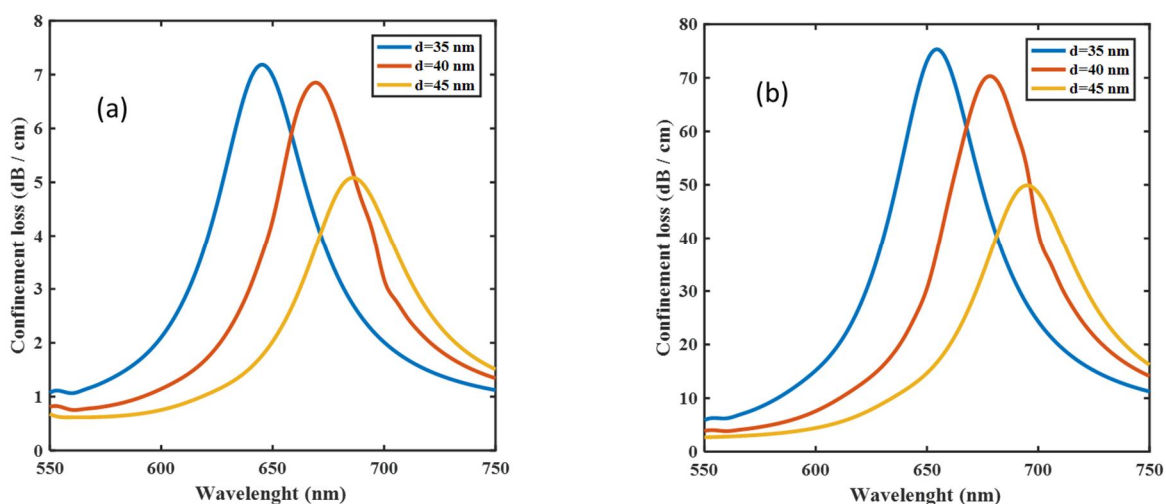 (a)
d=35 nm
d=40 nm
d=45 nm
Confinement loss (dB / cm)
8
7
6
5
4
3
2
1
0
550 600 650 700 750
Wavelenght (nm)
(b)
d=35 nm
d=40 nm
d=45 nm
Confinement loss (dB / cm)
80
70
60
50
40
30
20
10
0
550 600 650 700 750
Wavelenght (nm)